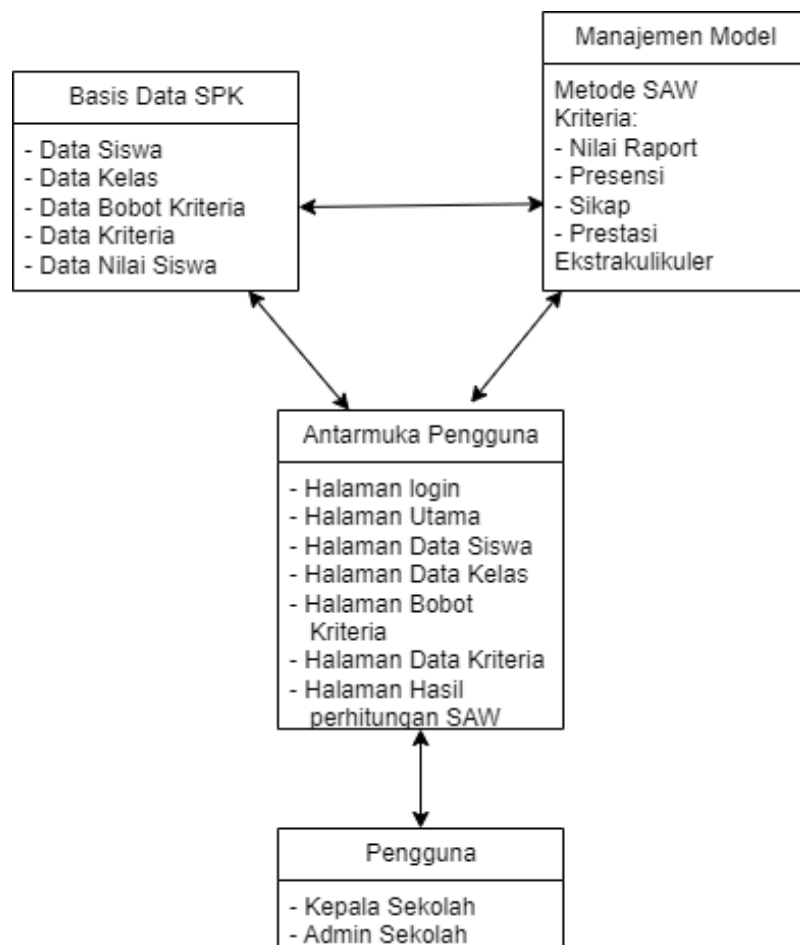 Basis Data SPK
- Data Siswa
- Data Kelas
- Data Bobot Kriteria
- Data Kriteria
- Data Nilai Siswa
Manajemen Model
Metode SAW
Kriteria:
- Nilai Raport
- Presensi
- Sikap
- Prestasi
Ekstrakulikuler
Antarmuka Pengguna
- Halaman login
- Halaman Utama
- Halaman Data Siswa
- Halaman Data Kelas
- Halaman Bobot
Kriteria
- Halaman Data Kriteria
- Halaman Hasil
perhitungan SAW
Pengguna
- Kepala Sekolah
- Admin Sekolah